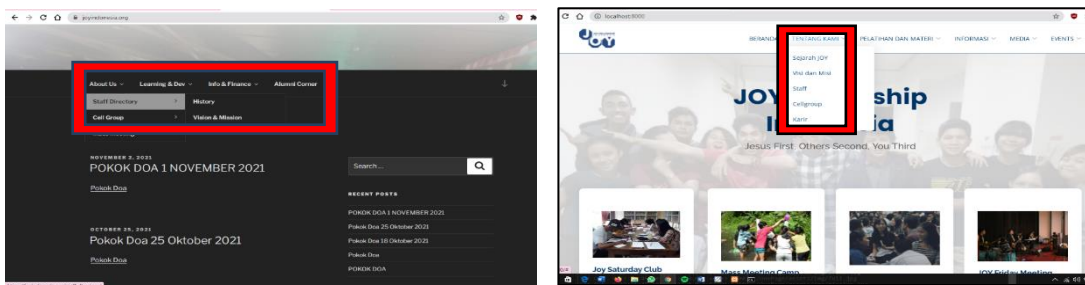 joyindonesia.org
About Us Learning & Dev Info & Finance Alumni Corner
Staff Directory History
Cell Group Vision & Mission
NOVEMBER 2, 2021
POKOK DOA 1 NOVEMBER 2021
Pokok Doa
OCTOBER 25, 2021
Pokok Doa 25 Oktober 2021
Pokok Doa
Search ...
RECENT POSTS
POKOK DOA 1 NOVEMBER 2021
Pokok Doa 25 Oktober 2021
Pokok Doa 18 Oktober 2021
Pokok Doa
POKOK DOA
localhost:3000
JOY
BERANDA TENTANG KAMI PELATIHAN DAN MATERI INFORMASI MEDIA EVENTS
Sejarah JOY
Visi dan Misi
Staff
Cellgroup
Karir
JOY ship
In ia
Jesus First Others Second, You Third
Joy Saturday Club
Mass Meeting Camp
JOY Friday Meeting